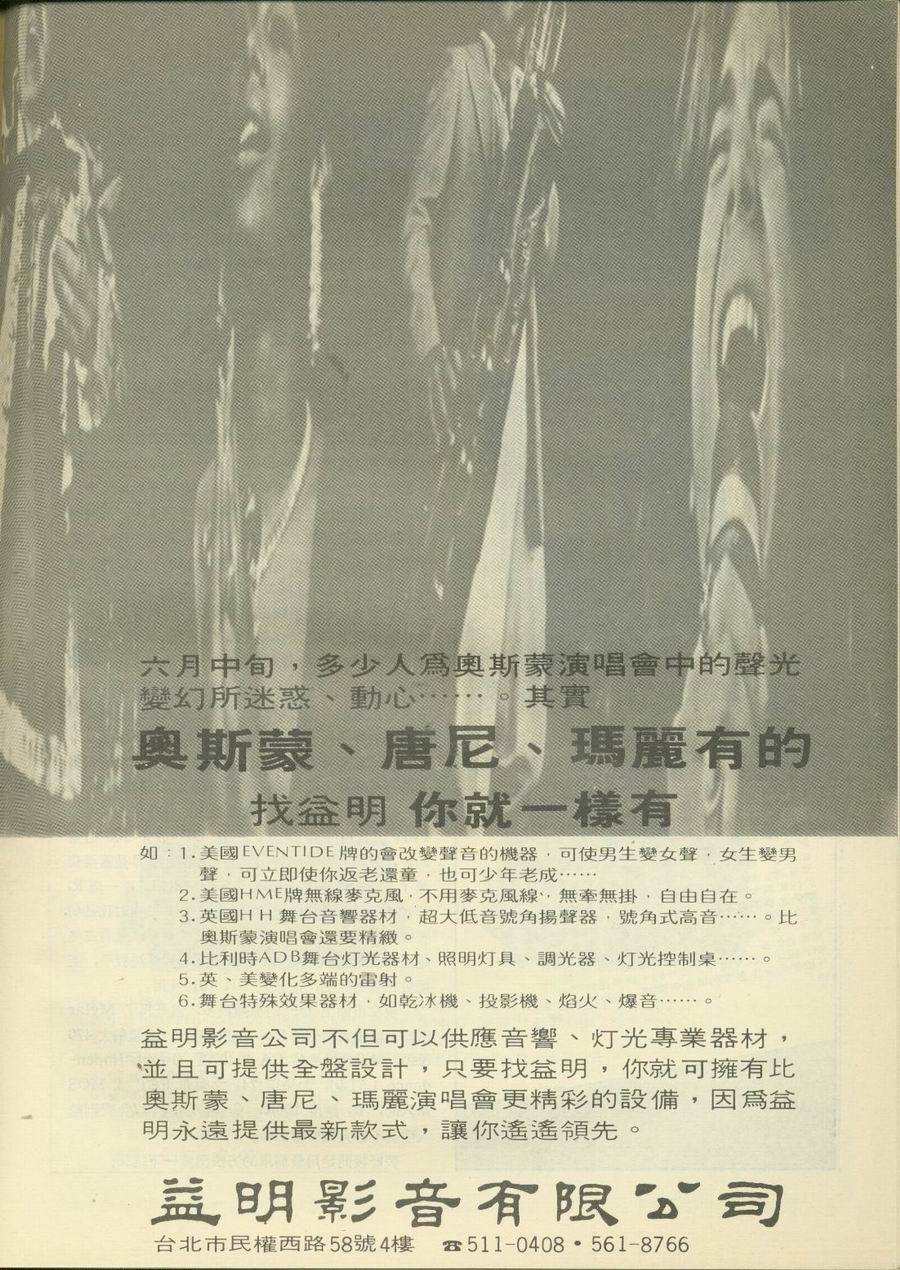 六月中旬，多少人為奧斯蒙演唱會中的聲光
變幻所迷惑、動心……。其實
奧斯蒙、唐尼、瑪麗有的
找益明 你就一樣有
如：1.美國EVENTIDE牌的會改變聲音的機器，可使男生變女聲，女生變男
聲，可立即使你返老還童，也可少年老成……
2.美國HME牌無線麥克風，不用麥克風線，無牽無掛，自由自在。
3.英國HH舞台音響器材，超大低音號角揚聲器，號角式高音……。比
奧斯蒙演唱會還要精緻。
4.比利時ADB舞台灯光器材、照明灯具、調光器、灯光控制桌……。
5.英、美變化多端的雷射。
6.舞台特殊效果器材，如乾冰機、投影機、焰火、爆音……。
益明影音公司不但可以供應音響、灯光專業器材，
並且可提供全盤設計，只要找益明，你就可擁有比
奧斯蒙、唐尼、瑪麗演唱會更精彩的設備，因為益
明永遠提供最新款式，讓你遙遙領先。
益明影音有限公司
台北市民權西路58號4樓 ☎511-0408・561-8766